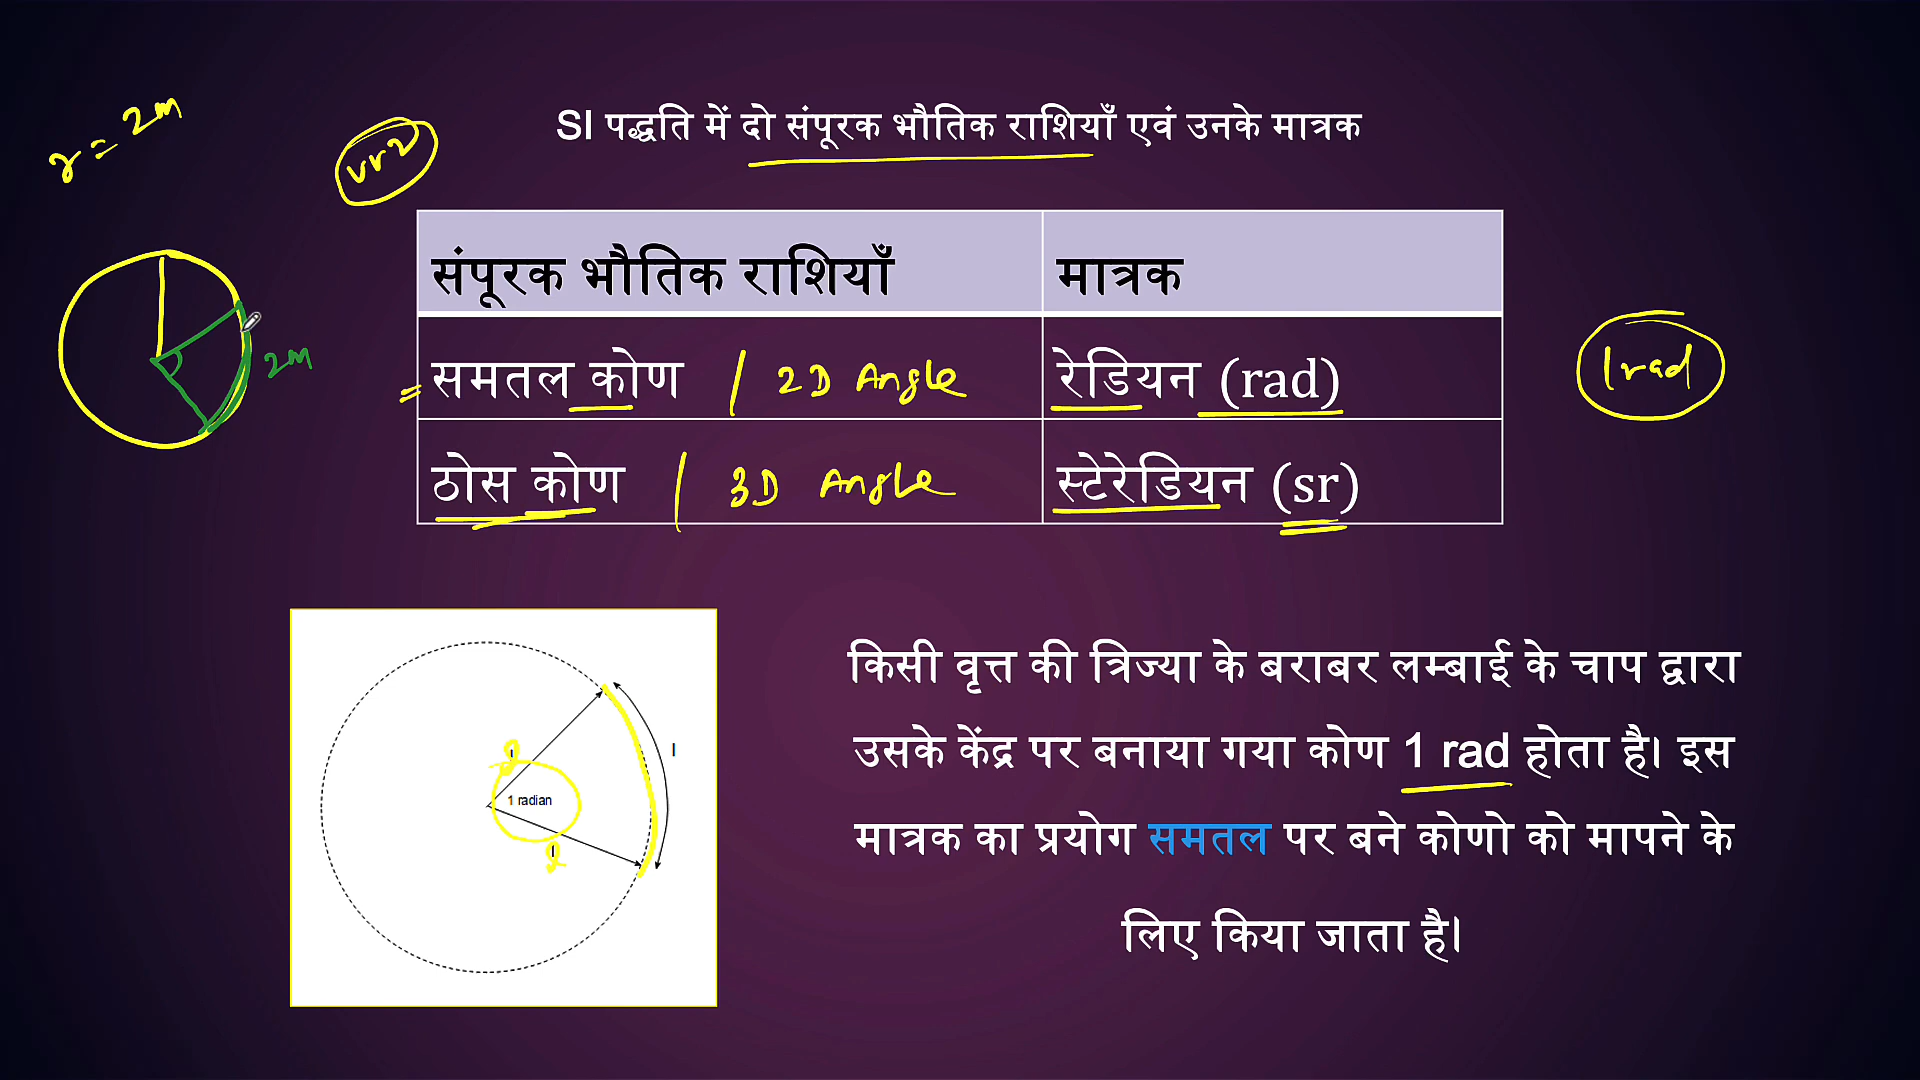 r = 2m
SI पद्धति में दो संपूरक भौतिक राशियाँ एवं उनके मात्रक
संपूरक भौतिक राशियाँ मात्रक
= समतल कोण / 2D Angle रेडियन (rad)
1 rad
2m
ठोस कोण / 3D Angle स्टेरेडियन (sr)
l
l
1 radian
l
किसी वृत्त की त्रिज्या के बराबर लम्बाई के चाप द्वारा
उसके केंद्र पर बनाया गया कोण 1 rad होता है। इस
मात्रक का प्रयोग समतल पर बने कोणो को मापने के
लिए किया जाता है।